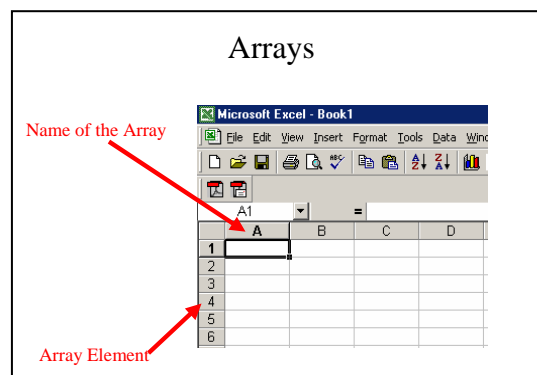 Arrays
Name of the Array
Microsoft Excel - Book1
File Edit View Insert Format Tools Data
A1 =
A B C D
1
2
3
4
5
6
Array Element